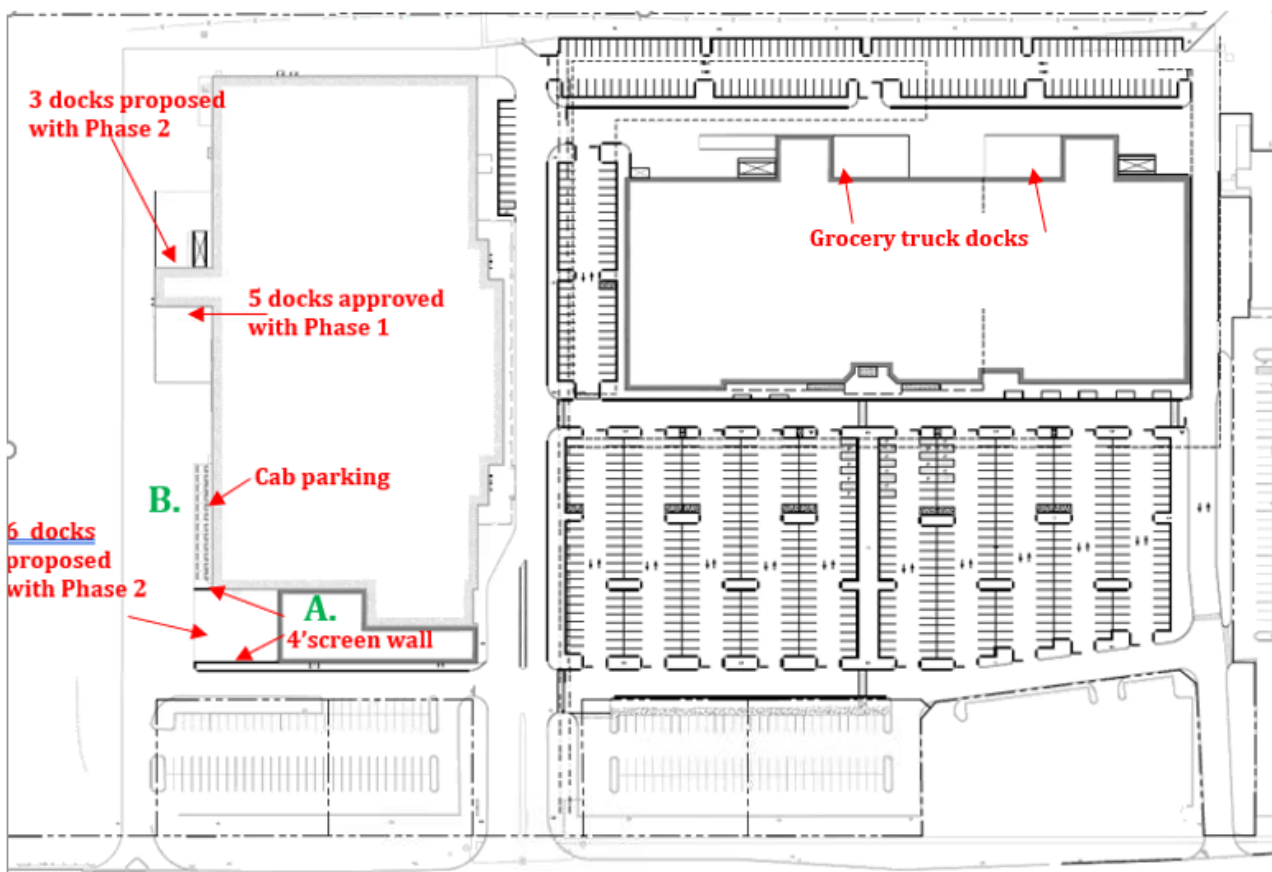 3 docks proposed
with Phase 2
Grocery truck docks
5 docks approved
with Phase 1
Cab parking
B.
6 docks
proposed
with Phase 2
A.
4'screen wall